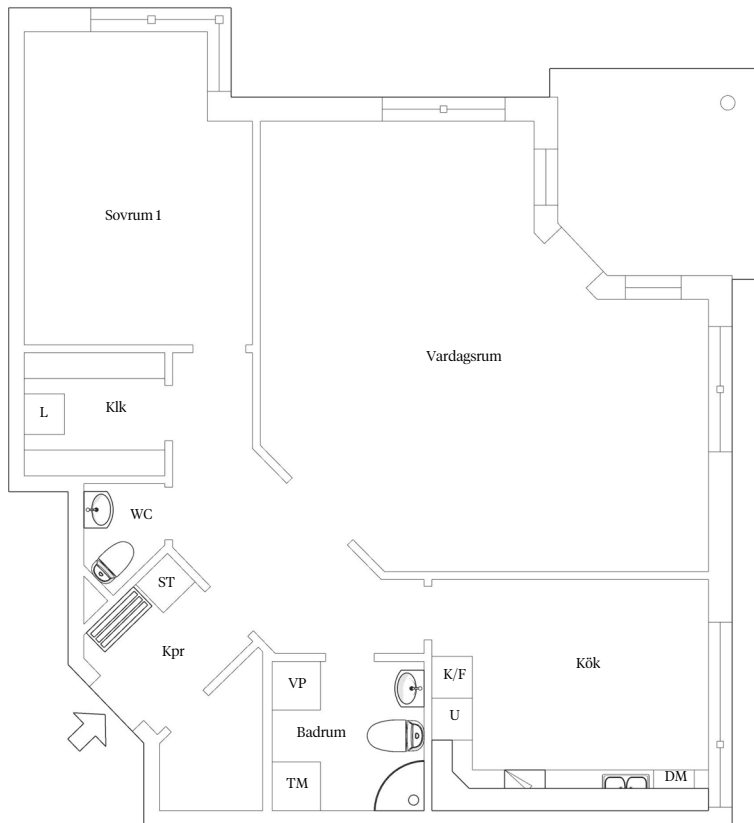 Sovrum 1
Vardagsrum
L
Klk
WC
ST
Kpr
Kök
K/F
VP
U
Badrum
TM
DM